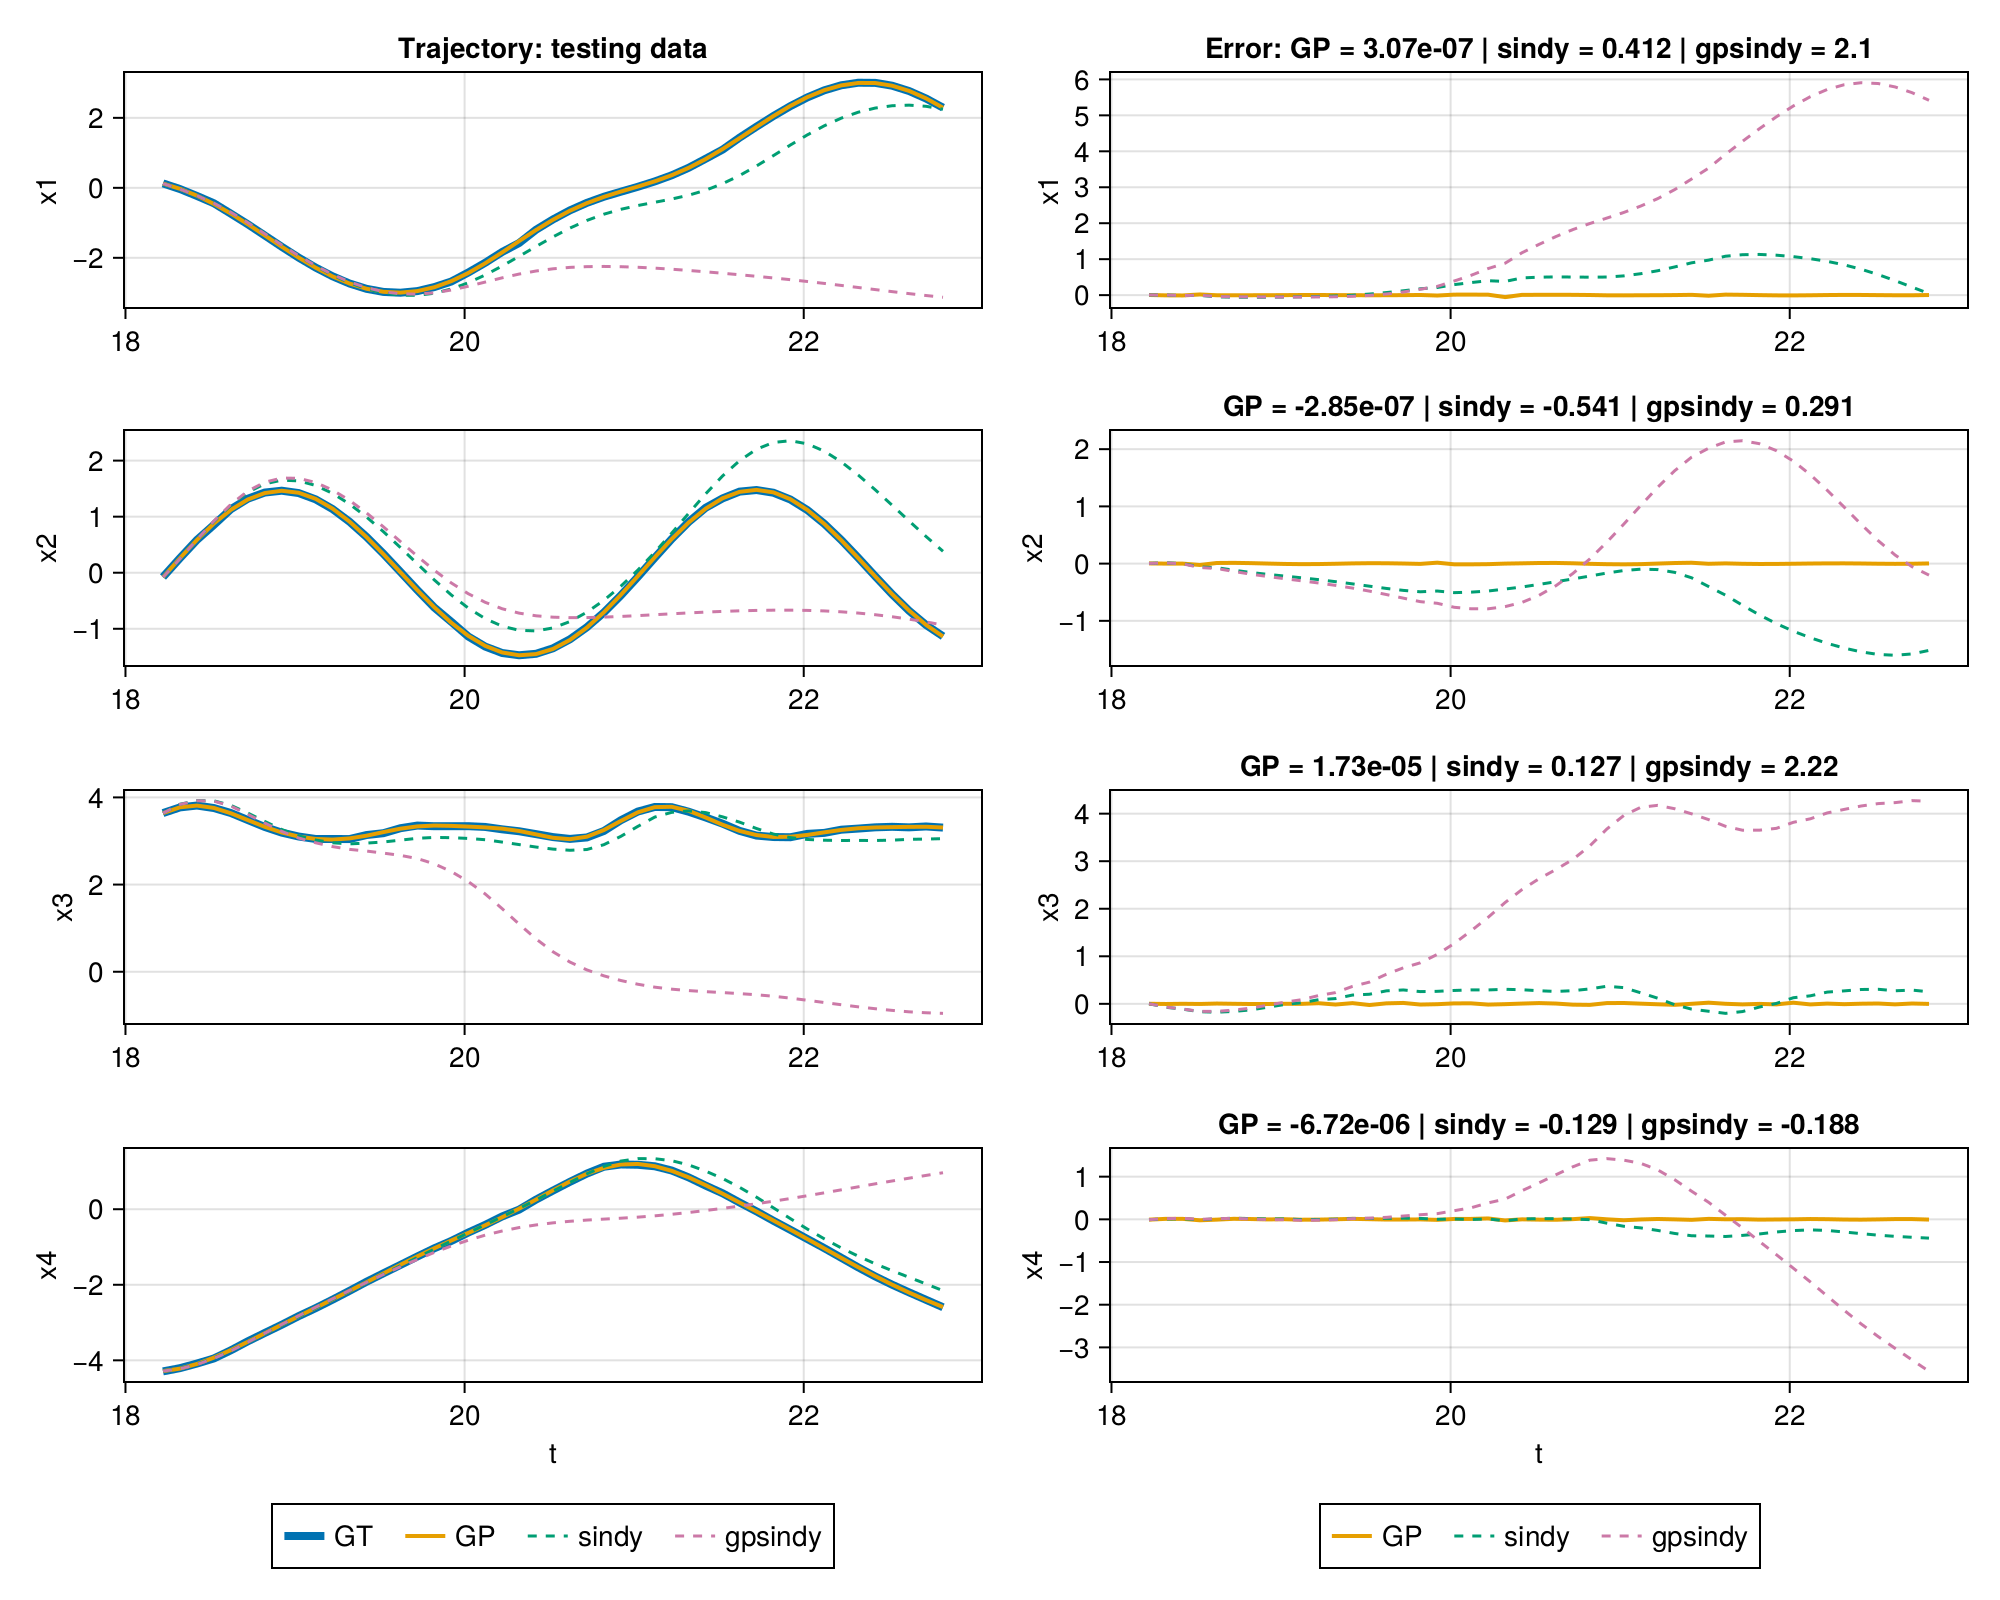 Trajectory: testing data
x1
2
0
−2
18 20 22
Error: GP = 3.07e-07 | sindy = 0.412 | gpsindy = 2.1
x1
6
5
4
3
2
1
0
18 20 22
x2
2
1
0
−1
18 20 22
GP = -2.85e-07 | sindy = -0.541 | gpsindy = 0.291
x2
2
1
0
−1
18 20 22
x3
4
2
0
18 20 22
GP = 1.73e-05 | sindy = 0.127 | gpsindy = 2.22
x3
4
3
2
1
0
18 20 22
x4
0
−2
−4
18 20 22
t
GP = -6.72e-06 | sindy = -0.129 | gpsindy = -0.188
x4
1
0
−1
−2
−3
18 20 22
t
GT GP sindy gpsindy
GP sindy gpsindy